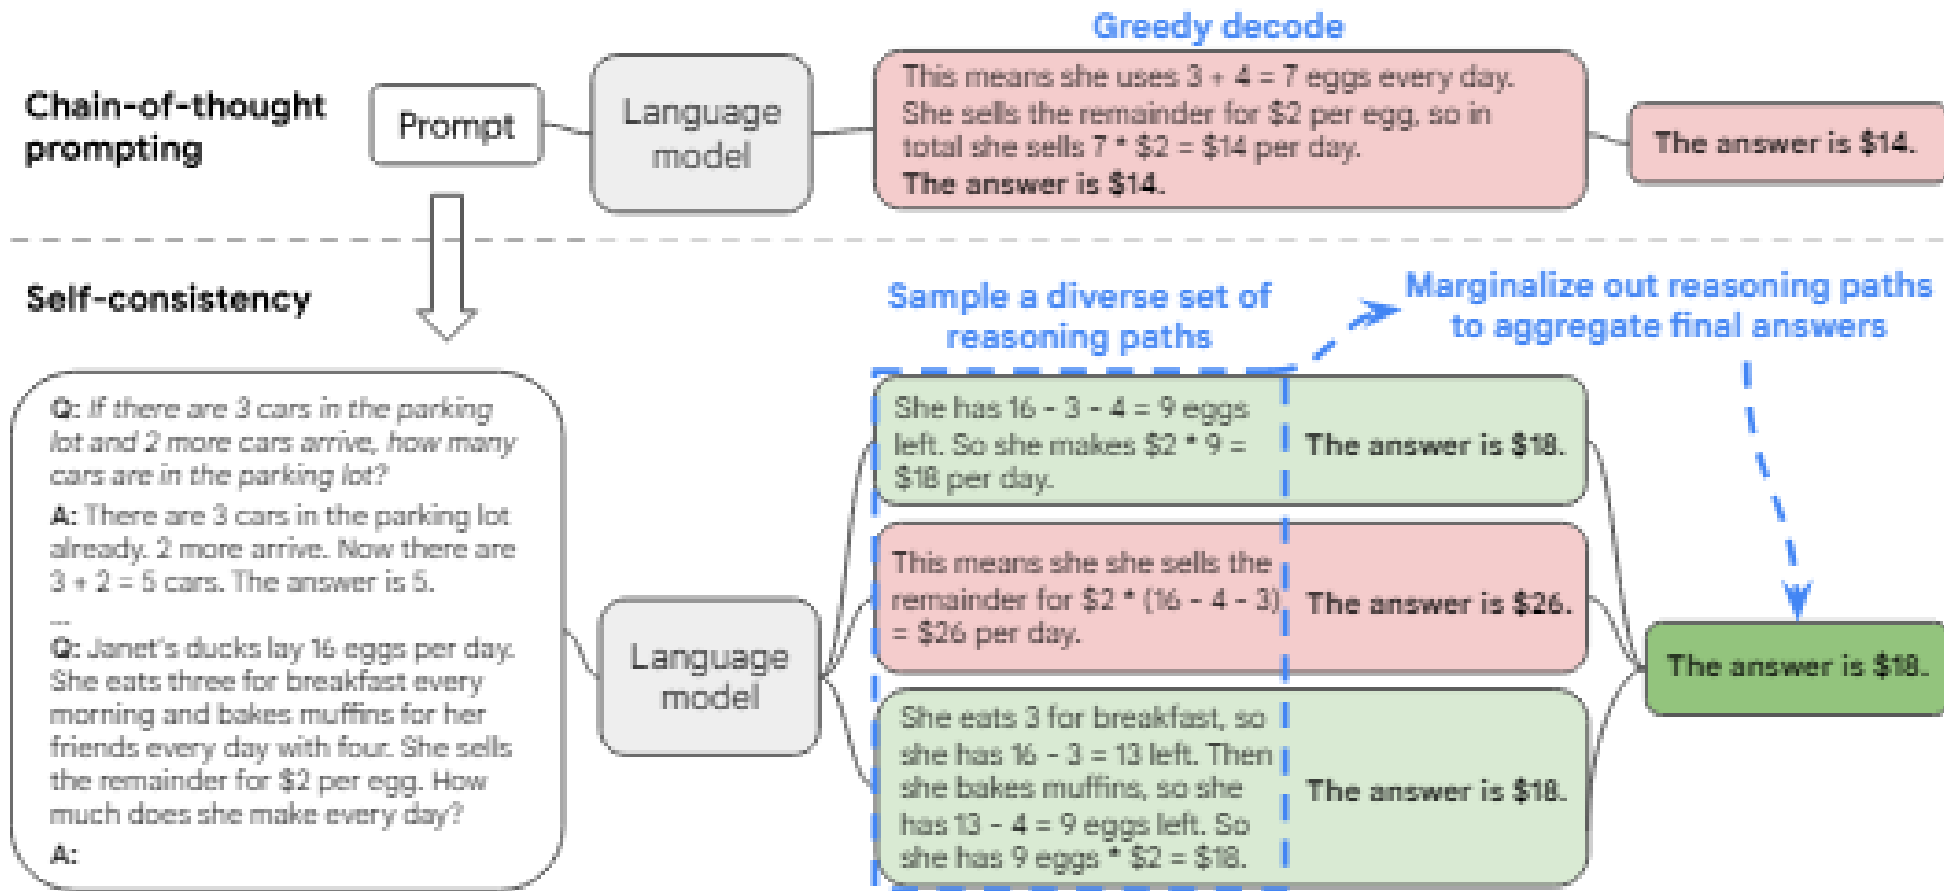 Greedy decode
Chain-of-thought
prompting
Prompt
Language
model
This means she uses 3 + 4 = 7 eggs every day.
She sells the remainder for $2 per egg, so in
total she sells 7 * $2 = $14 per day.
The answer is $14.
The answer is $14.
Self-consistency
Sample a diverse set of
reasoning paths
Marginalize out reasoning paths
to aggregate final answers
Q: If there are 3 cars in the parking
lot and 2 more cars arrive, how many
cars are in the parking lot?
A: There are 3 cars in the parking lot
already. 2 more arrive. Now there are
3 + 2 = 5 cars. The answer is 5.
...
Q: Janet's ducks lay 16 eggs per day.
She eats three for breakfast every
morning and bakes muffins for her
friends every day with four. She sells
the remainder for $2 per egg. How
much does she make every day?
A:
Language
model
She has 16 - 3 - 4 = 9 eggs
left. So she makes $2 * 9 =
$18 per day.
The answer is $18.
This means she she sells the
remainder for $2 * (16 - 4 - 3)
= $26 per day.
The answer is $26.
She eats 3 for breakfast, so
she has 16 - 3 = 13 left. Then
she bakes muffins, so she
has 13 - 4 = 9 eggs left. So
she has 9 eggs * $2 = $18.
The answer is $18.
The answer is $18.